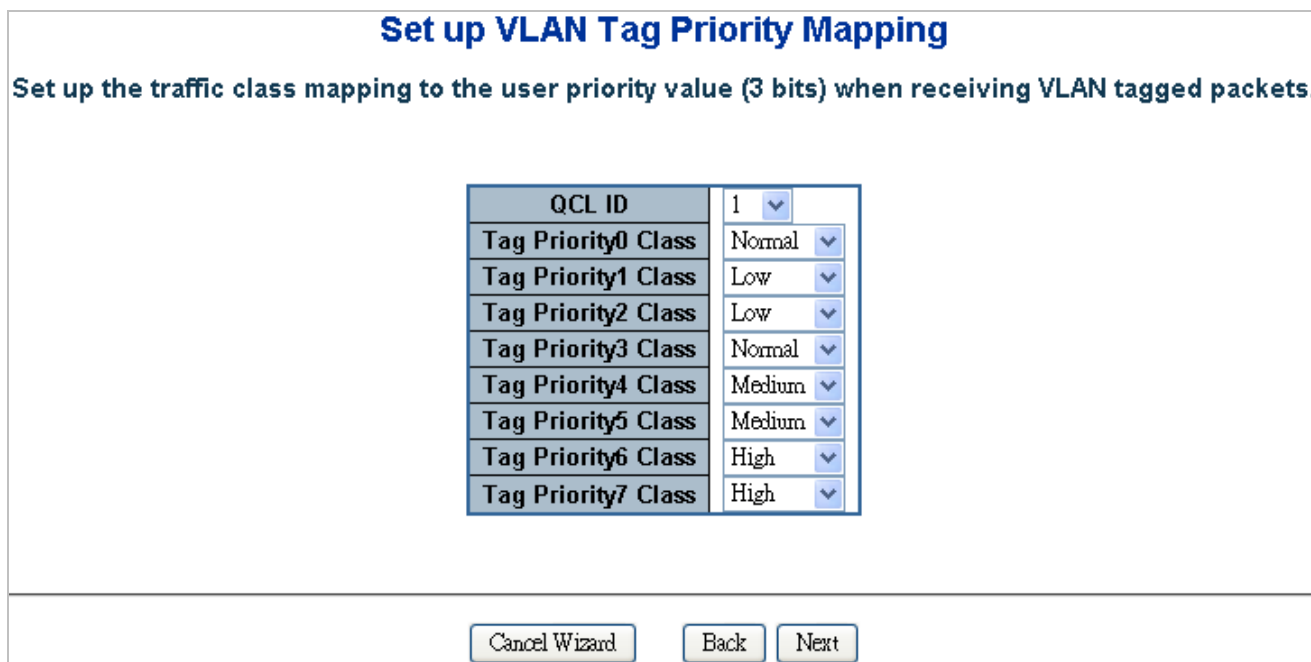 Set up VLAN Tag Priority Mapping
Set up the traffic class mapping to the user priority value (3 bits) when receiving VLAN tagged packets.
QCL ID 1
Tag Priority0 Class Normal
Tag Priority1 Class Low
Tag Priority2 Class Low
Tag Priority3 Class Normal
Tag Priority4 Class Medium
Tag Priority5 Class Medium
Tag Priority6 Class High
Tag Priority7 Class High
Cancel Wizard Back Next